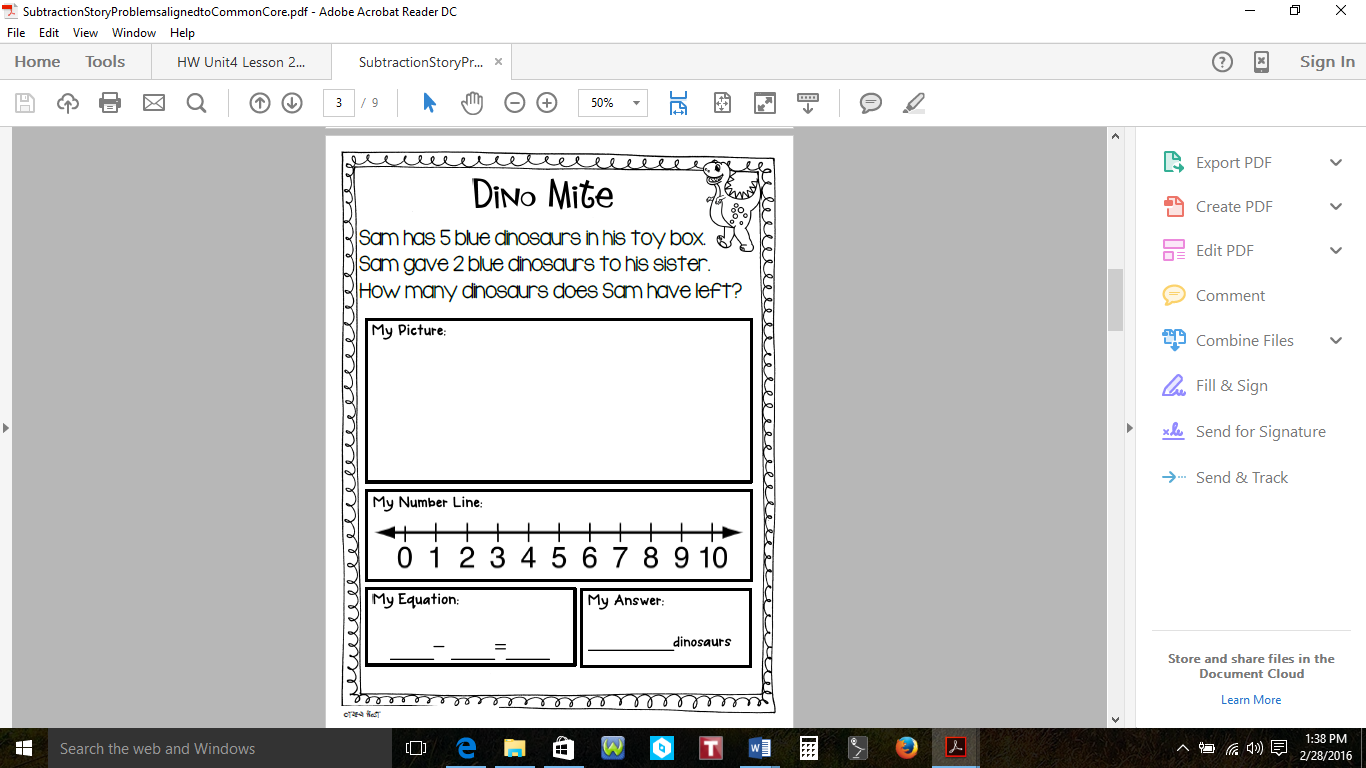 SubtractionStoryProblemsalignedtoCommonCore.pdf - Adobe Acrobat Reader DC
File Edit View Window Help
Home Tools HW Unit4 Lesson 2... SubtractionStoryPr... × Sign In
3 / 9 50%
Dino Mite
Sam has 5 blue dinosaurs in his toy box.
Sam gave 2 blue dinosaurs to his sister.
How many dinosaurs does Sam have left?
My Picture:
My Number Line:
0 1 2 3 4 5 6 7 8 9 10
My Equation:
_____ – _____ = _____
My Answer:
__________dinosaurs
Export PDF
Create PDF
Edit PDF
Comment
Combine Files
Fill & Sign
Send for Signature
Send & Track
Store and share files in the
Document Cloud
Learn More
Search the web and Windows
1:38 PM
2/28/2016